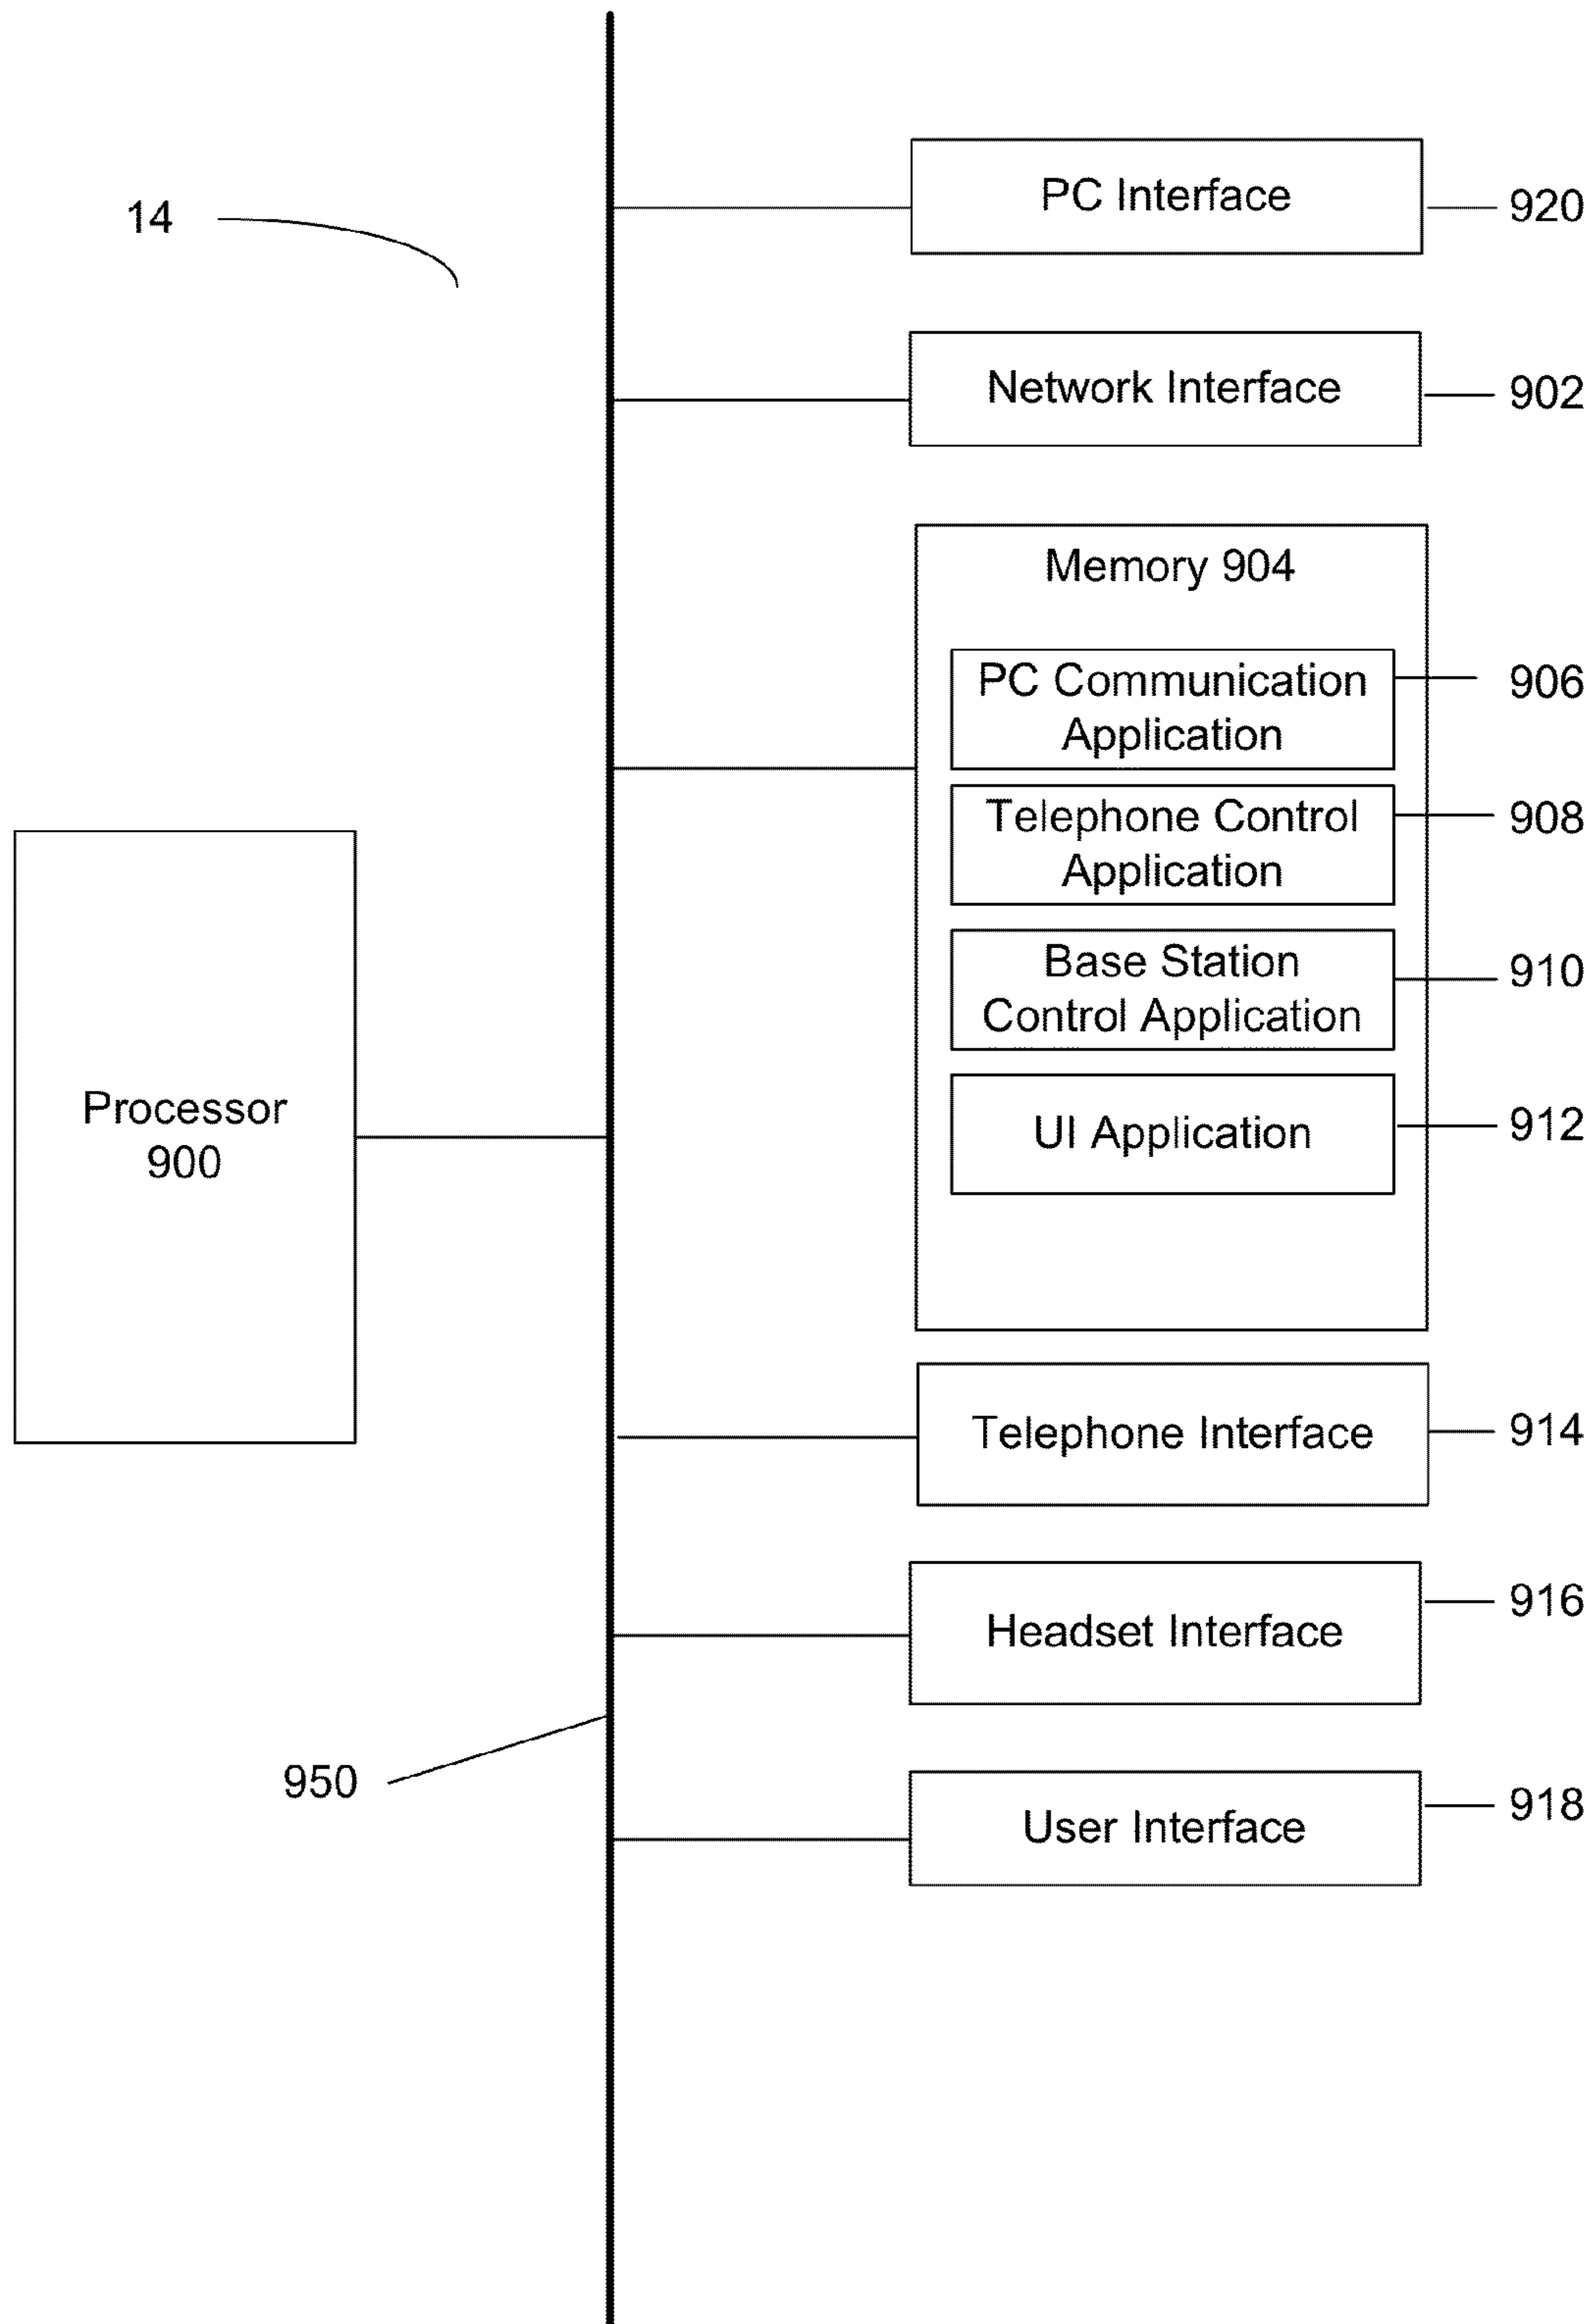 PC Interface
920
14
Network Interface
902
Memory 904
PC Communication
Application
906
Telephone Control
Application
908
Base Station
Control Application
910
UI Application
912
Processor
900
Telephone Interface
914
Headset Interface
916
950
User Interface
918